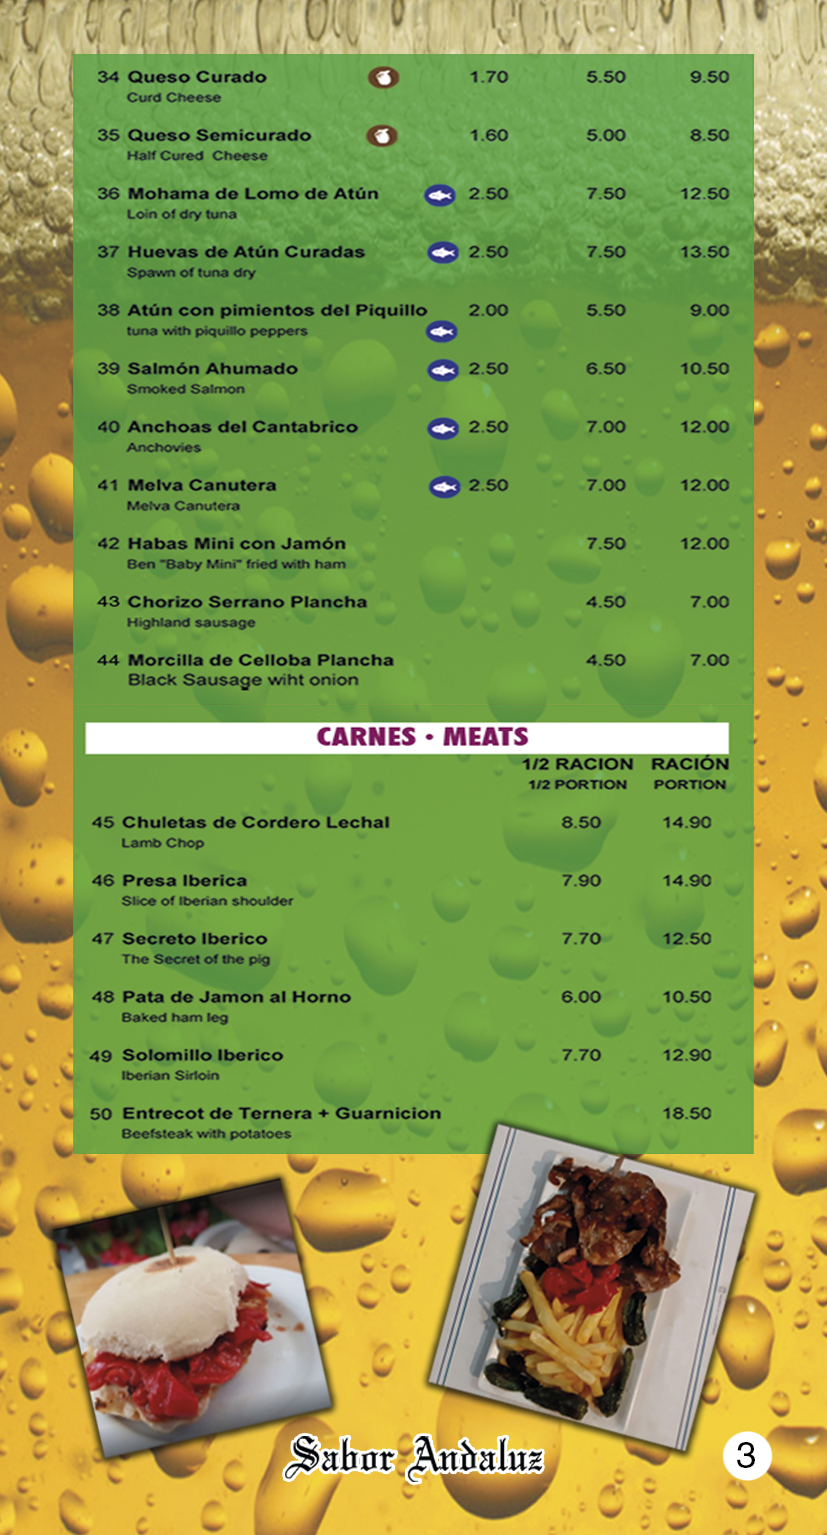 34 Queso Curado 1.70 5.50 9.50
Curd Cheese
35 Queso Semicurado 1.60 5.00 8.50
Half Cured Cheese
36 Mohama de Lomo de Atún 2.50 7.50 12.50
Loin of dry tuna
37 Huevas de Atún Curadas 2.50 7.50 13.50
Spawn of tuna dry
38 Atún con pimientos del Piquillo 2.00 5.50 9.00
tuna with piquillo peppers
39 Salmón Ahumado 2.50 6.50 10.50
Smoked Salmon
40 Anchoas del Cantabrico 2.50 7.00 12.00
Anchovies
41 Melva Canutera 2.50 7.00 12.00
Melva Canutera
42 Habas Mini con Jamón 7.50 12.00
Ben "Baby Mini" fried with ham
43 Chorizo Serrano Plancha 4.50 7.00
Highland sausage
44 Morcilla de Celloba Plancha 4.50 7.00
Black Sausage wiht onion
CARNES · MEATS
1/2 RACION RACIÓN
1/2 PORTION PORTION
45 Chuletas de Cordero Lechal 8.50 14.90
Lamb Chop
46 Presa Iberica 7.90 14.90
Slice of Iberian shoulder
47 Secreto Iberico 7.70 12.50
The Secret of the pig
48 Pata de Jamon al Horno 6.00 10.50
Baked ham leg
49 Solomillo Iberico 7.70 12.90
Iberian Sirloin
50 Entrecot de Ternera + Guarnicion 18.50
Beefsteak with potatoes
Sabor Andaluz
3